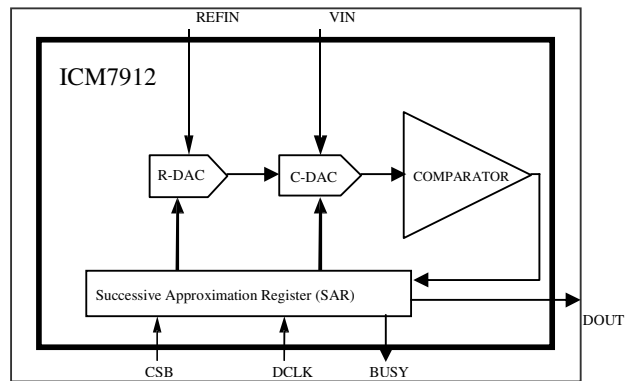 REFIN
VIN
ICM7912
R-DAC
C-DAC
COMPARATOR
Successive Approximation Register (SAR)
DOUT
CSB
DCLK
BUSY